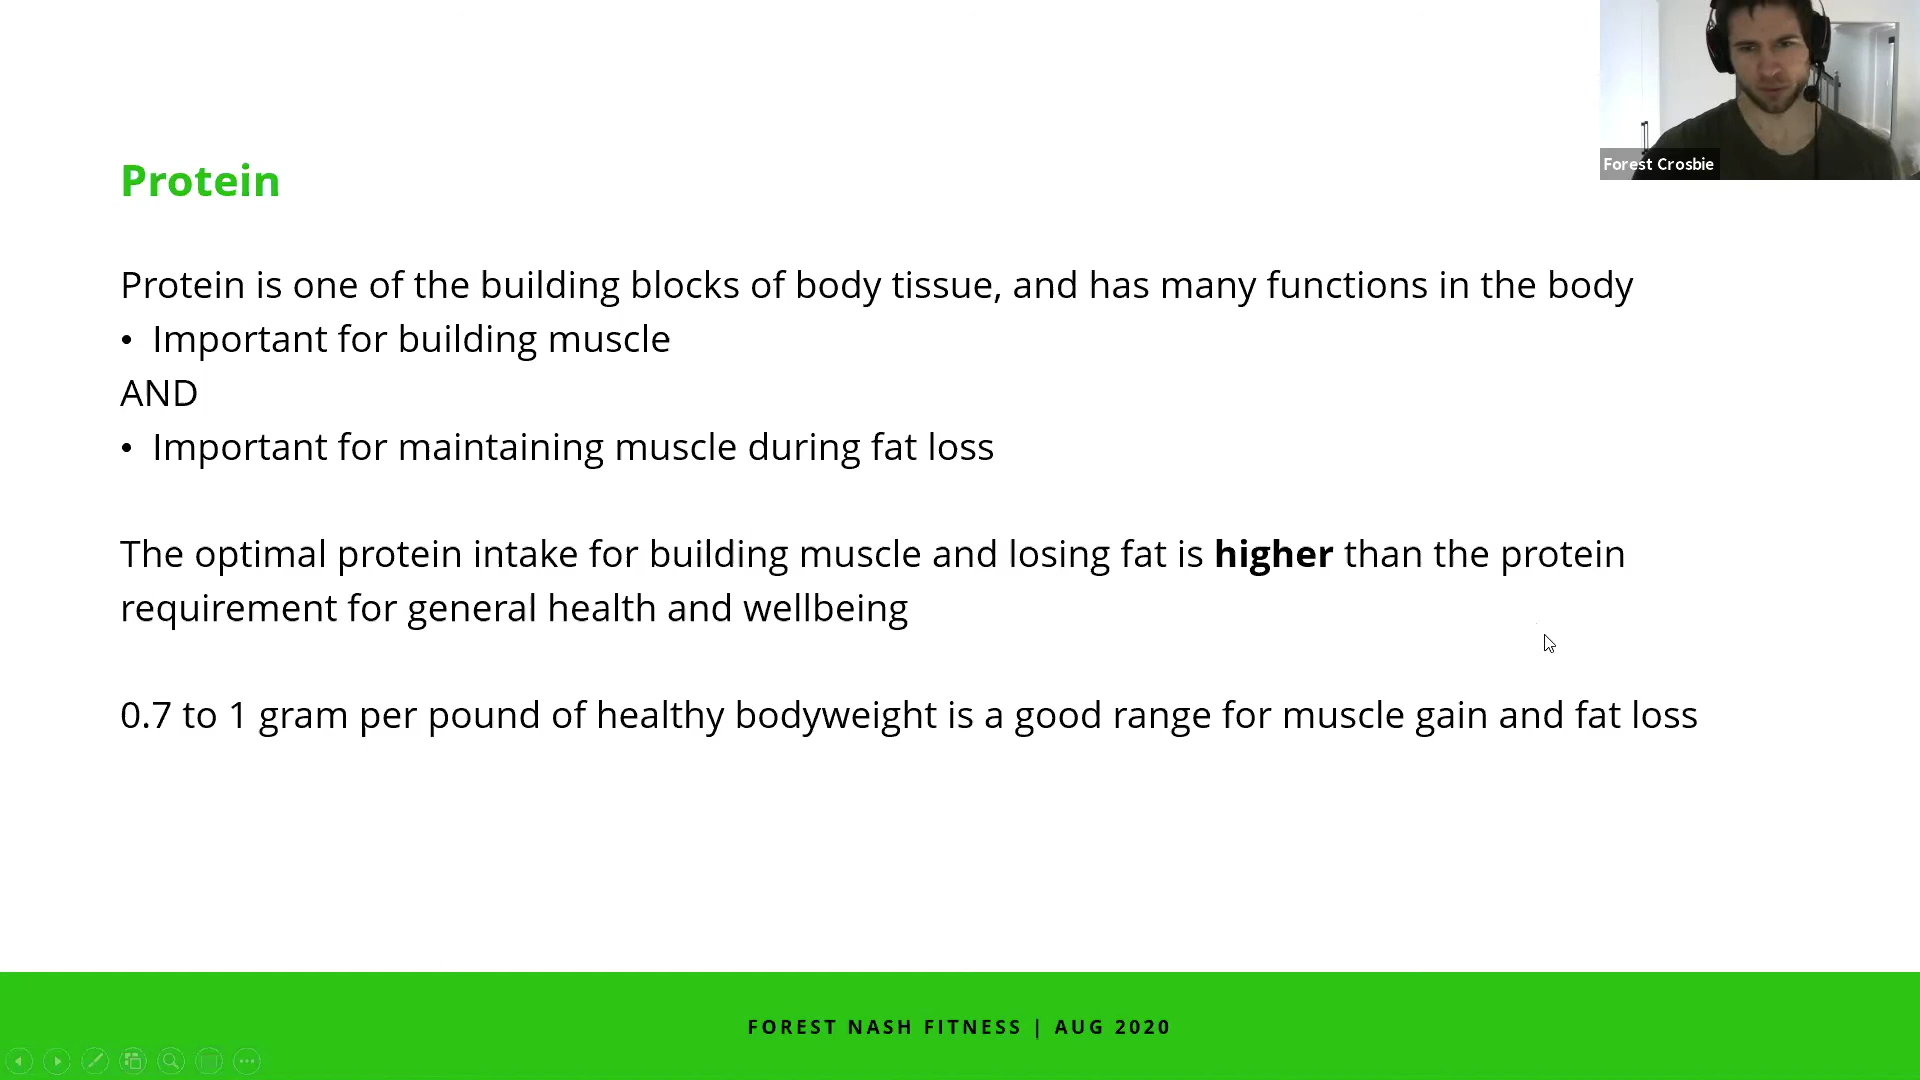 Forest Crosbie
Protein
Protein is one of the building blocks of body tissue, and has many functions in the body
• Important for building muscle
AND
• Important for maintaining muscle during fat loss
The optimal protein intake for building muscle and losing fat is higher than the protein
requirement for general health and wellbeing
0.7 to 1 gram per pound of healthy bodyweight is a good range for muscle gain and fat loss
FOREST NASH FITNESS | AUG 2020